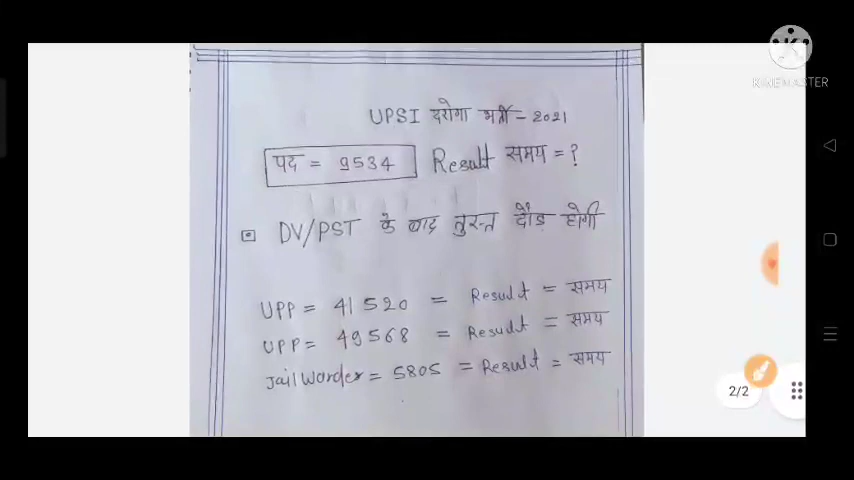 KINEMASTER
UPSI दरोगा भर्ती - 2021
पद = 9534 Result समय = ?
DV/PST के बाद तुरन्त दौड़ होगी
UPP = 41520 = Result = समय
UPP = 49568 = Result = समय
Jail Warder = 5805 = Result = समय
2/2